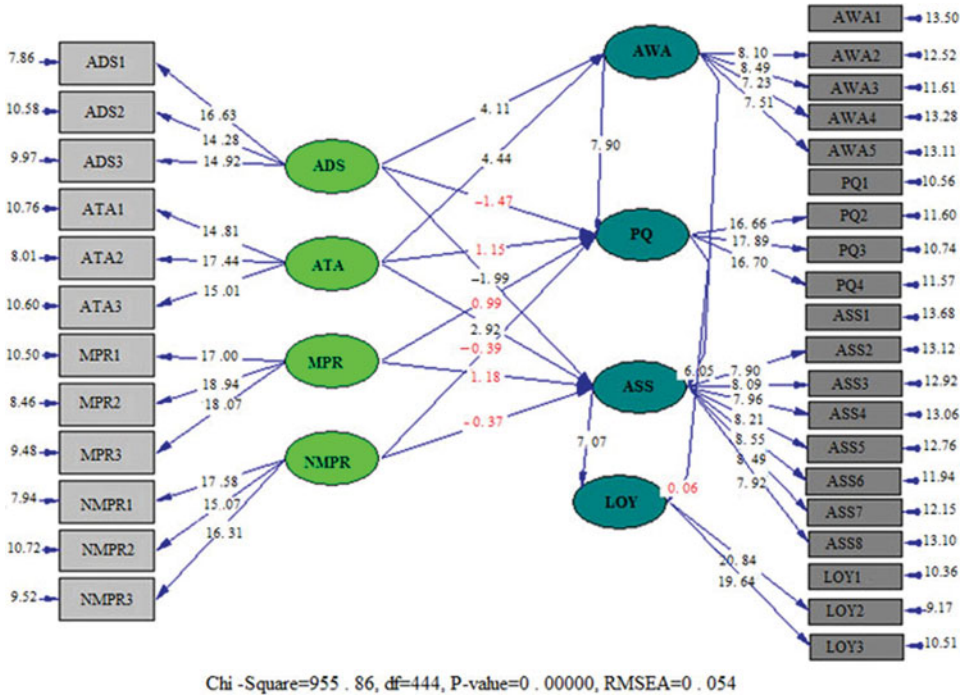 7.86 ADS1
10.58 ADS2
9.97 ADS3
10.76 ATA1
8.01 ATA2
10.60 ATA3
10.50 MPR1
8.46 MPR2
9.48 MPR3
7.94 NMPR1
10.72 NMPR2
9.52 NMPR3
16.63
14.28
14.92
14.81
17.44
15.01
17.00
18.94
18.07
17.58
15.07
16.31
ADS
ATA
MPR
NMPR
4.11
4.44
-1.47
1.15
-1.99
0.99
2.92
-0.39
1.18
-0.37
7.90
6.05
7.07
0.06
AWA
PQ
ASS
LOY
8.10
8.49
7.23
7.51
16.66
17.89
16.70
7.90
8.09
7.96
8.21
8.55
8.49
7.92
20.84
19.64
AWA1 13.50
AWA2 12.52
AWA3 11.61
AWA4 13.28
AWA5 13.11
PQ1 10.56
PQ2 11.60
PQ3 10.74
PQ4 11.57
ASS1 13.68
ASS2 13.12
ASS3 12.92
ASS4 13.06
ASS5 12.76
ASS6 11.94
ASS7 12.15
ASS8 13.10
LOY1 10.36
LOY2 9.17
LOY3 10.51
Chi -Square=955 . 86, df=444, P-value=0 . 00000, RMSEA=0 . 054